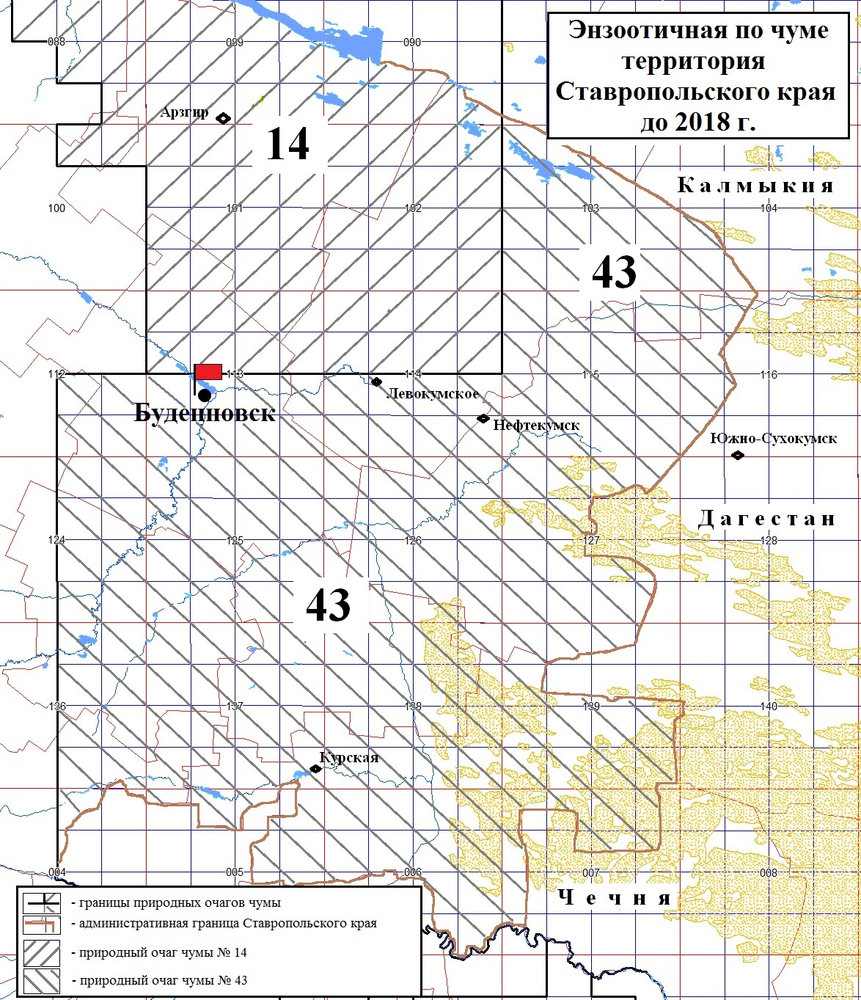 Энзоотичная по чуме
территория
Ставропольского края
до 2018 г.
088
089
090
Арзгир
14
Калмыкия
100
101
102
103
104
43
112
113
114
115
116
Буденновск
Левокумское
Нефтекумск
Южно-Сухокумск
Дагестан
124
125
126
127
128
43
136
137
138
139
140
Курская
004
005
006
007
008
Чечня
- границы природных очагов чумы
- административная граница Ставропольского края
- природный очаг чумы № 14
- природный очаг чумы № 43